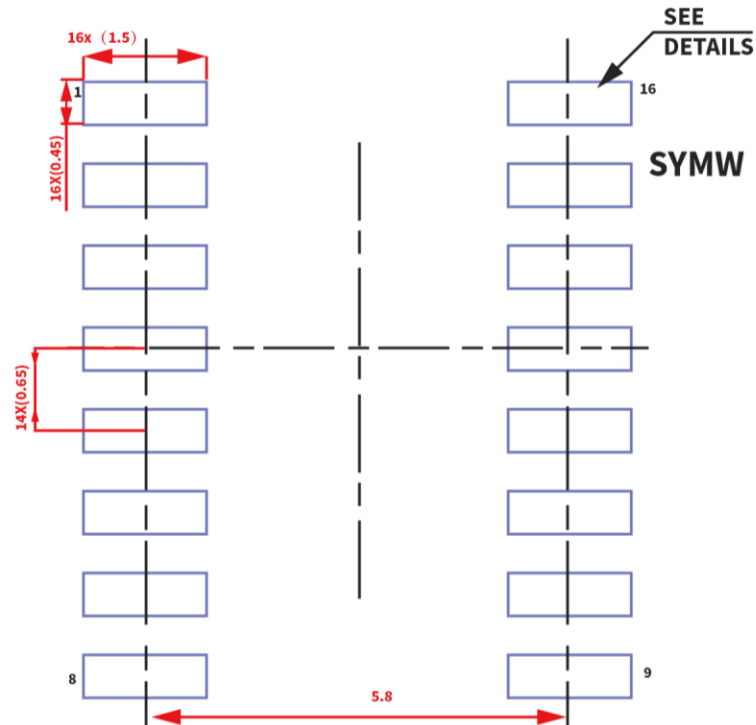 SEE
DETAILS
16x（1.5）
1
16
16X(0.45)
SYMW
14X(0.65)
8
9
5.8